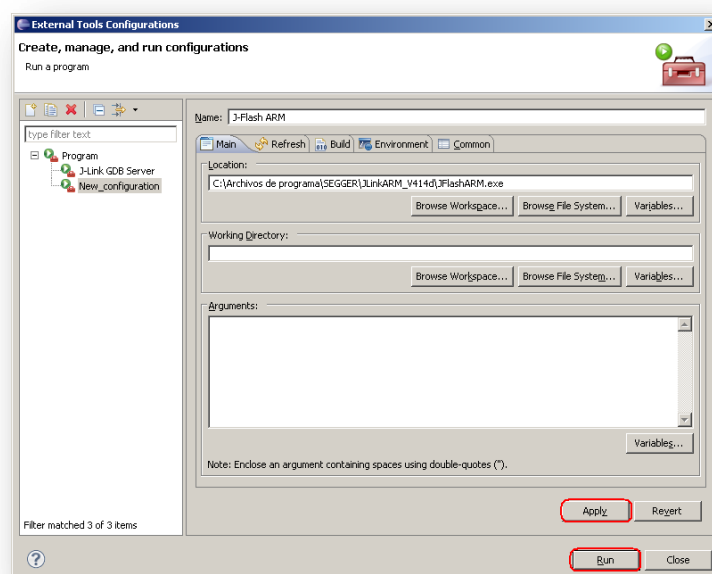 External Tools Configurations
Create, manage, and run configurations
Run a program
type filter text
Program
J-Link GDB Server
New_configuration
Filter matched 3 of 3 items
Name: J-Flash ARM
Main Refresh Build Environment Common
Location:
C:\Archivos de programa\SEGGER\JLinkARM_V414d\JFlashARM.exe
Browse Workspace... Browse File System... Variables...
Working Directory:
Browse Workspace... Browse File System... Variables...
Arguments:
Variables...
Note: Enclose an argument containing spaces using double-quotes (").
Apply Revert
Run Close